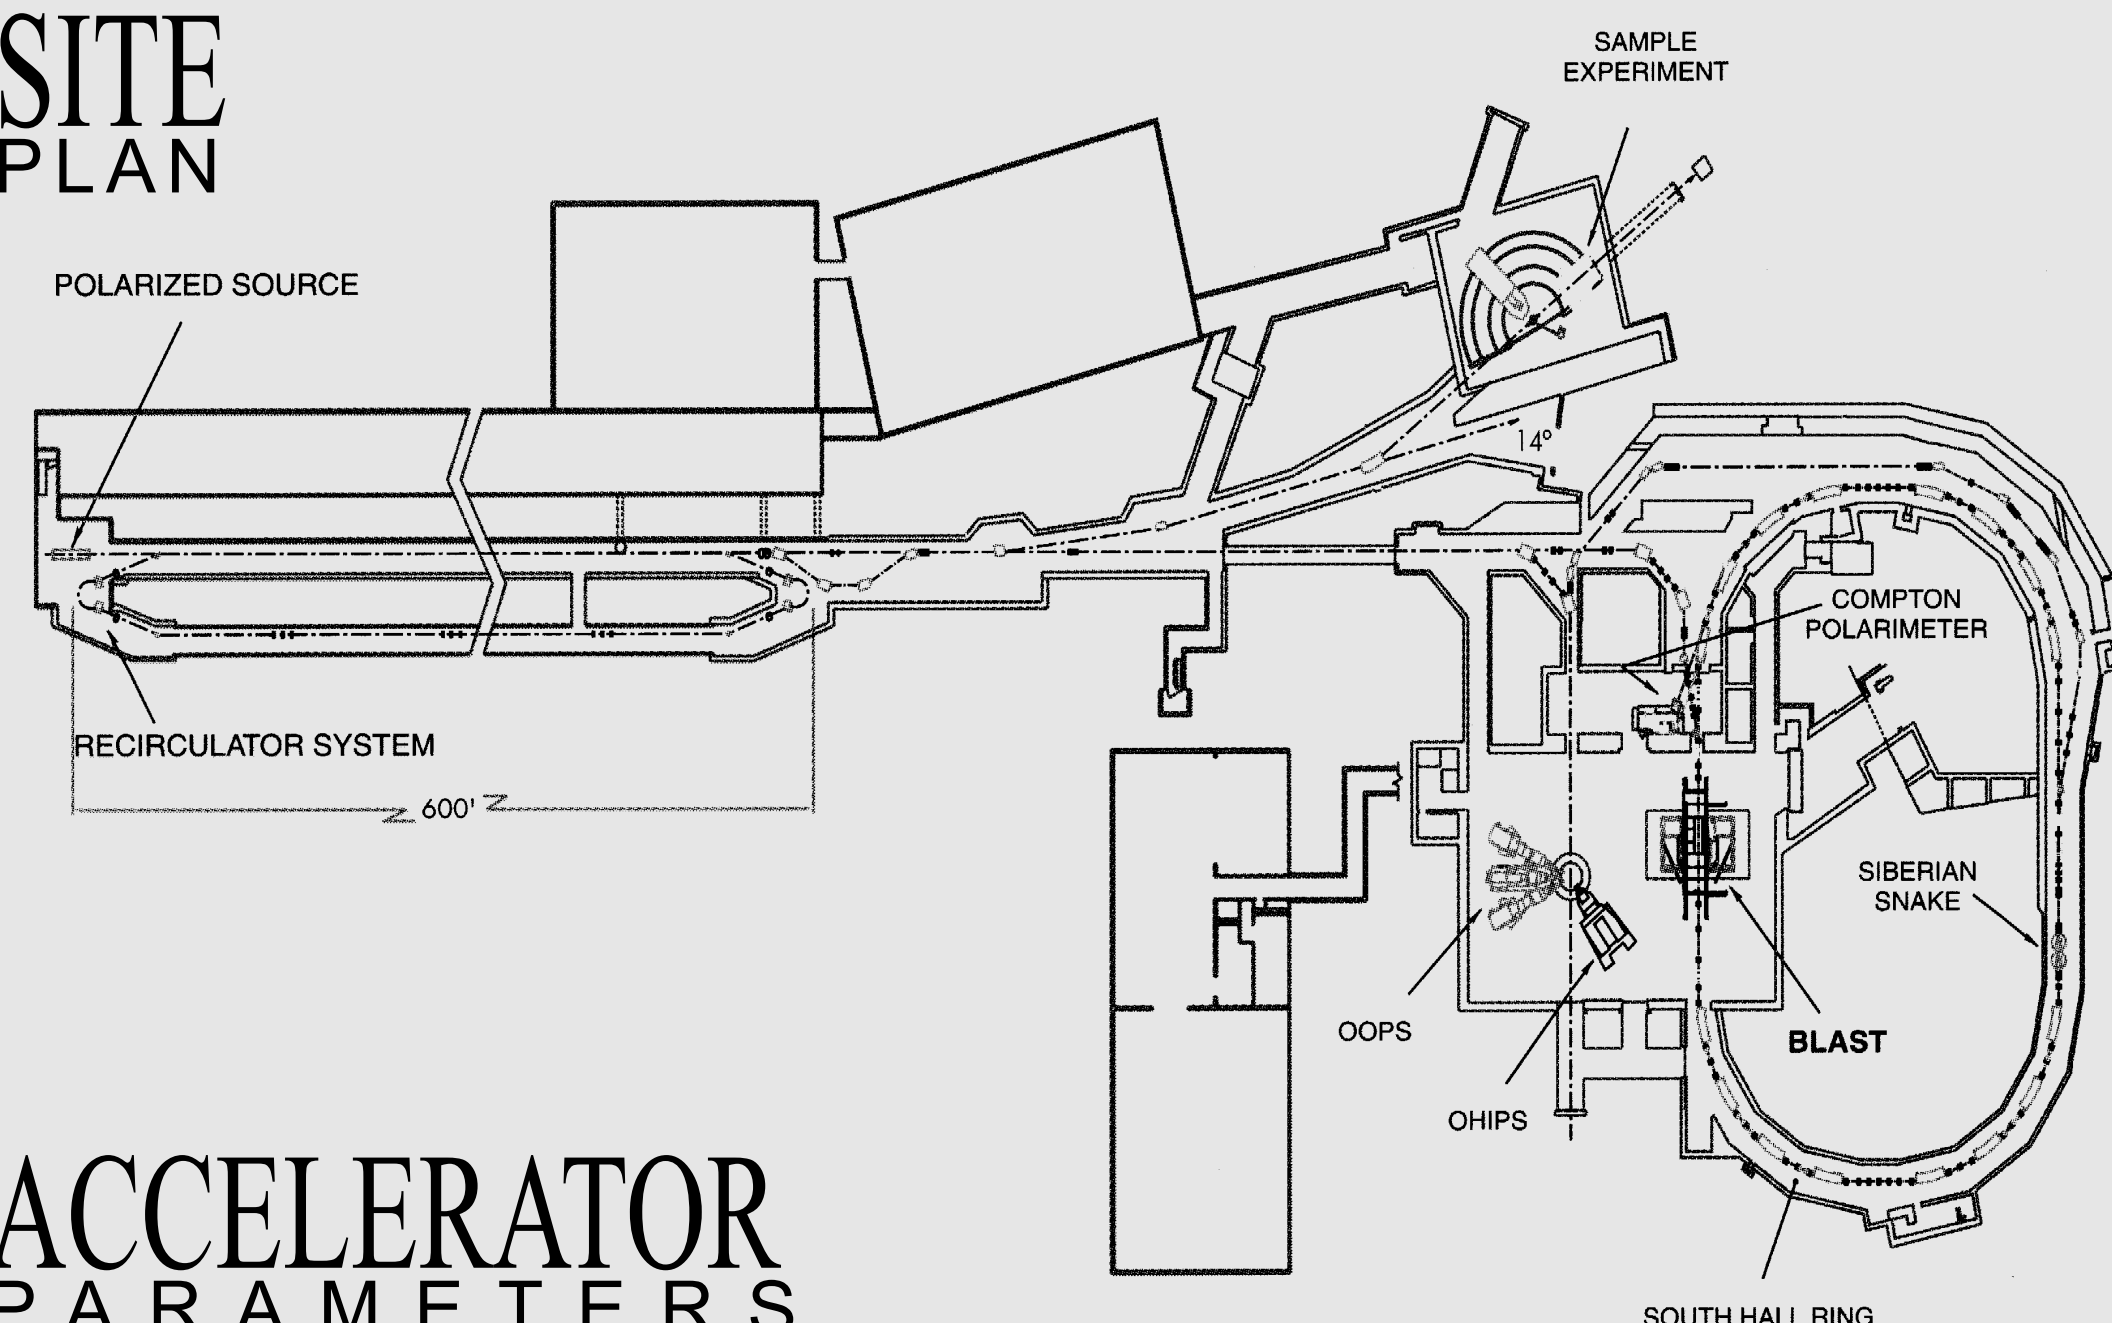 SITE
PLAN
SAMPLE
EXPERIMENT
POLARIZED SOURCE
14°
COMPTON
POLARIMETER
RECIRCULATOR SYSTEM
600'
SIBERIAN
SNAKE
OOPS
BLAST
OHIPS
ACCELERATOR
PARAMETERS
SOUTH HALL RING